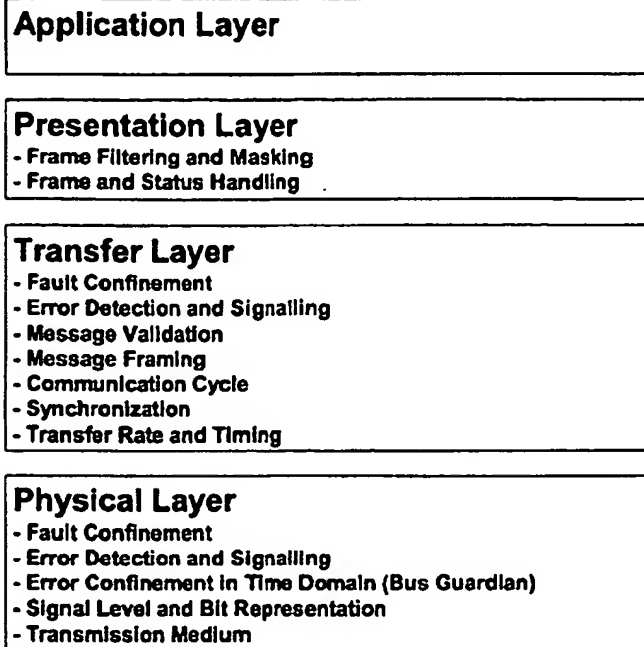 Application Layer
Presentation Layer
- Frame Filtering and Masking
- Frame and Status Handling
Transfer Layer
- Fault Confinement
- Error Detection and Signalling
- Message Validation
- Message Framing
- Communication Cycle
- Synchronization
- Transfer Rate and Timing
Physical Layer
- Fault Confinement
- Error Detection and Signalling
- Error Confinement in Time Domain (Bus Guardian)
- Signal Level and Bit Representation
- Transmission Medium